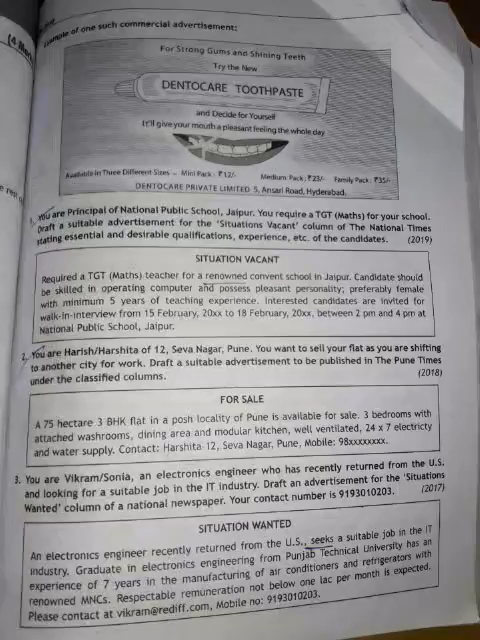 Example of one such commercial advertisement:
For Strong Gums and Shining Teeth
Try the New
DENTOCARE TOOTHPASTE
and Decide for Yourself
It'll give your mouth a pleasant feeling the whole day
Available in Three Different Sizes – Mini Pack : ₹12/- Medium Pack : ₹23/- Family Pack : ₹35/-
DENTOCARE PRIVATE LIMITED 5, Ansari Road, Hyderabad.
1. You are Principal of National Public School, Jaipur. You require a TGT (Maths) for your school.
Draft a suitable advertisement for the 'Situations Vacant' column of The National Times
stating essential and desirable qualifications, experience, etc. of the candidates. (2019)
SITUATION VACANT
Required a TGT (Maths) teacher for a renowned convent school in Jaipur. Candidate should
be skilled in operating computer and possess pleasant personality; preferably female
with minimum 5 years of teaching experience. Interested candidates are invited for
walk-in-interview from 15 February, 20xx to 18 February, 20xx, between 2 pm and 4 pm at
National Public School, Jaipur.
2. You are Harish/Harshita of 12, Seva Nagar, Pune. You want to sell your flat as you are shifting
to another city for work. Draft a suitable advertisement to be published in The Pune Times
under the classified columns. (2018)
FOR SALE
A 75 hectare 3 BHK flat in a posh locality of Pune is available for sale. 3 bedrooms with
attached washrooms, dining area and modular kitchen, well ventilated, 24 x 7 electricty
and water supply. Contact: Harshita 12, Seva Nagar, Pune, Mobile: 98xxxxxxxx.
3. You are Vikram/Sonia, an electronics engineer who has recently returned from the U.S.
and looking for a suitable job in the IT industry. Draft an advertisement for the 'Situations
Wanted' column of a national newspaper. Your contact number is 9193010203. (2017)
SITUATION WANTED
An electronics engineer recently returned from the U.S., seeks a suitable job in the IT
industry. Graduate in electronics engineering from Punjab Technical University has an
experience of 7 years in the manufacturing of air conditioners and refrigerators with
renowned MNCs. Respectable remuneration not below one lac per month is expected.
Please contact at vikram@rediff.com, Mobile no: 9193010203.